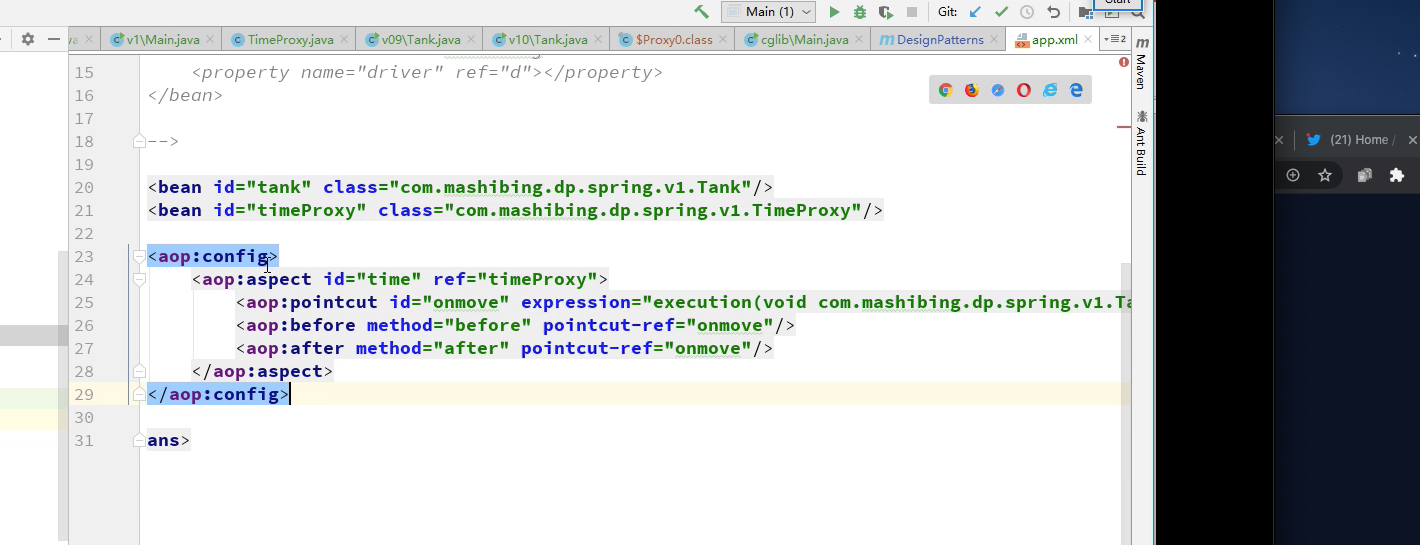 Start
Main (1)
Git:
v1\Main.java
TimeProxy.java
v09\Tank.java
v10\Tank.java
$Proxy0.class
cglib\Main.java
DesignPatterns
app.xml
2
Maven
Ant Build
(21) Home /
15 <property name="driver" ref="d"></property>
16 </bean>
17
18 -->
19
20 <bean id="tank" class="com.mashibing.dp.spring.v1.Tank"/>
21 <bean id="timeProxy" class="com.mashibing.dp.spring.v1.TimeProxy"/>
22
23 <aop:config>
24 <aop:aspect id="time" ref="timeProxy">
25 <aop:pointcut id="onmove" expression="execution(void com.mashibing.dp.spring.v1.Ta
26 <aop:before method="before" pointcut-ref="onmove"/>
27 <aop:after method="after" pointcut-ref="onmove"/>
28 </aop:aspect>
29 </aop:config>
30
31 ans>